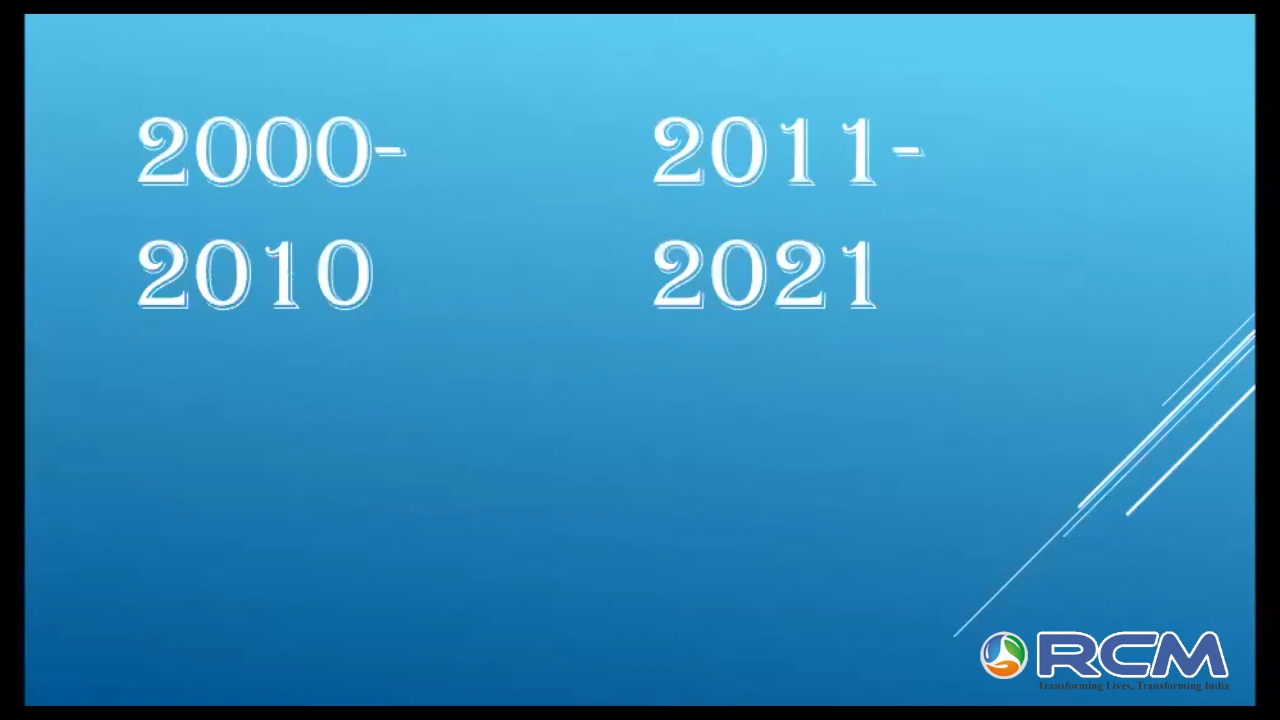 2000-
2010
2011-
2021
RCM
Transforming Lives, Transforming India